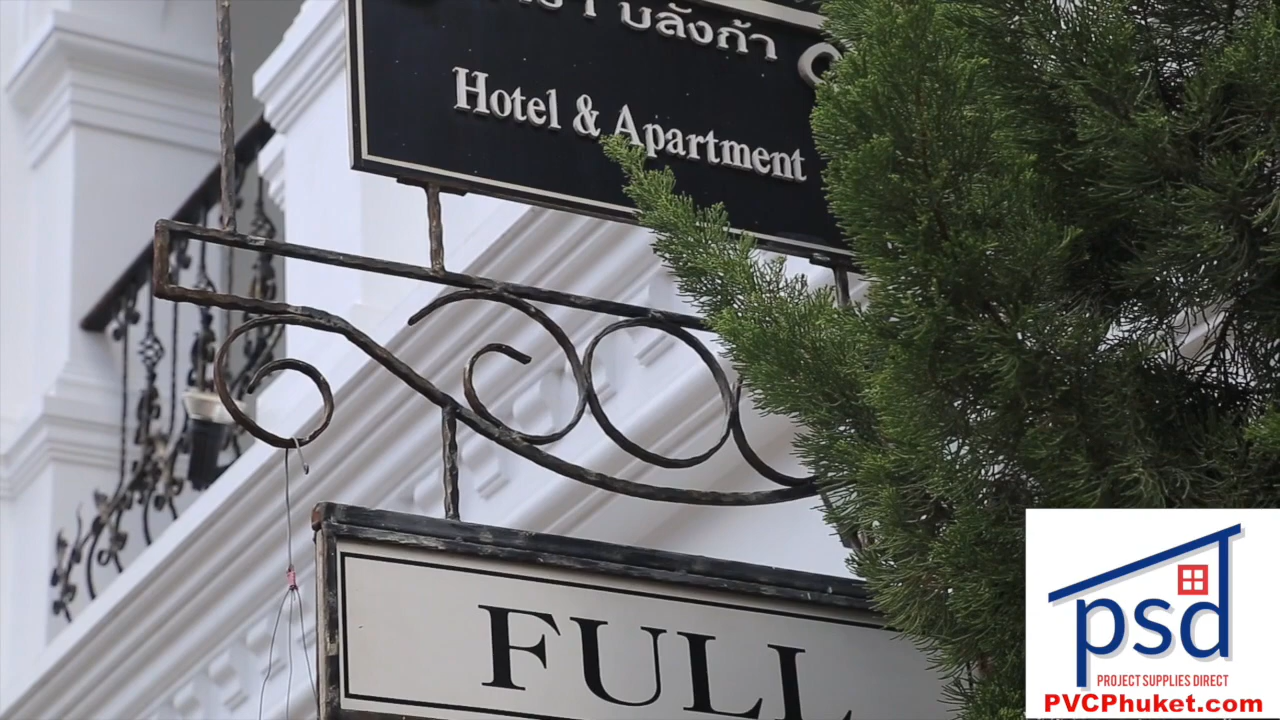 บลังก้า
Hotel & Apartment
FULL
psd
PROJECT SUPPLIES DIRECT
PVCPhuket.com